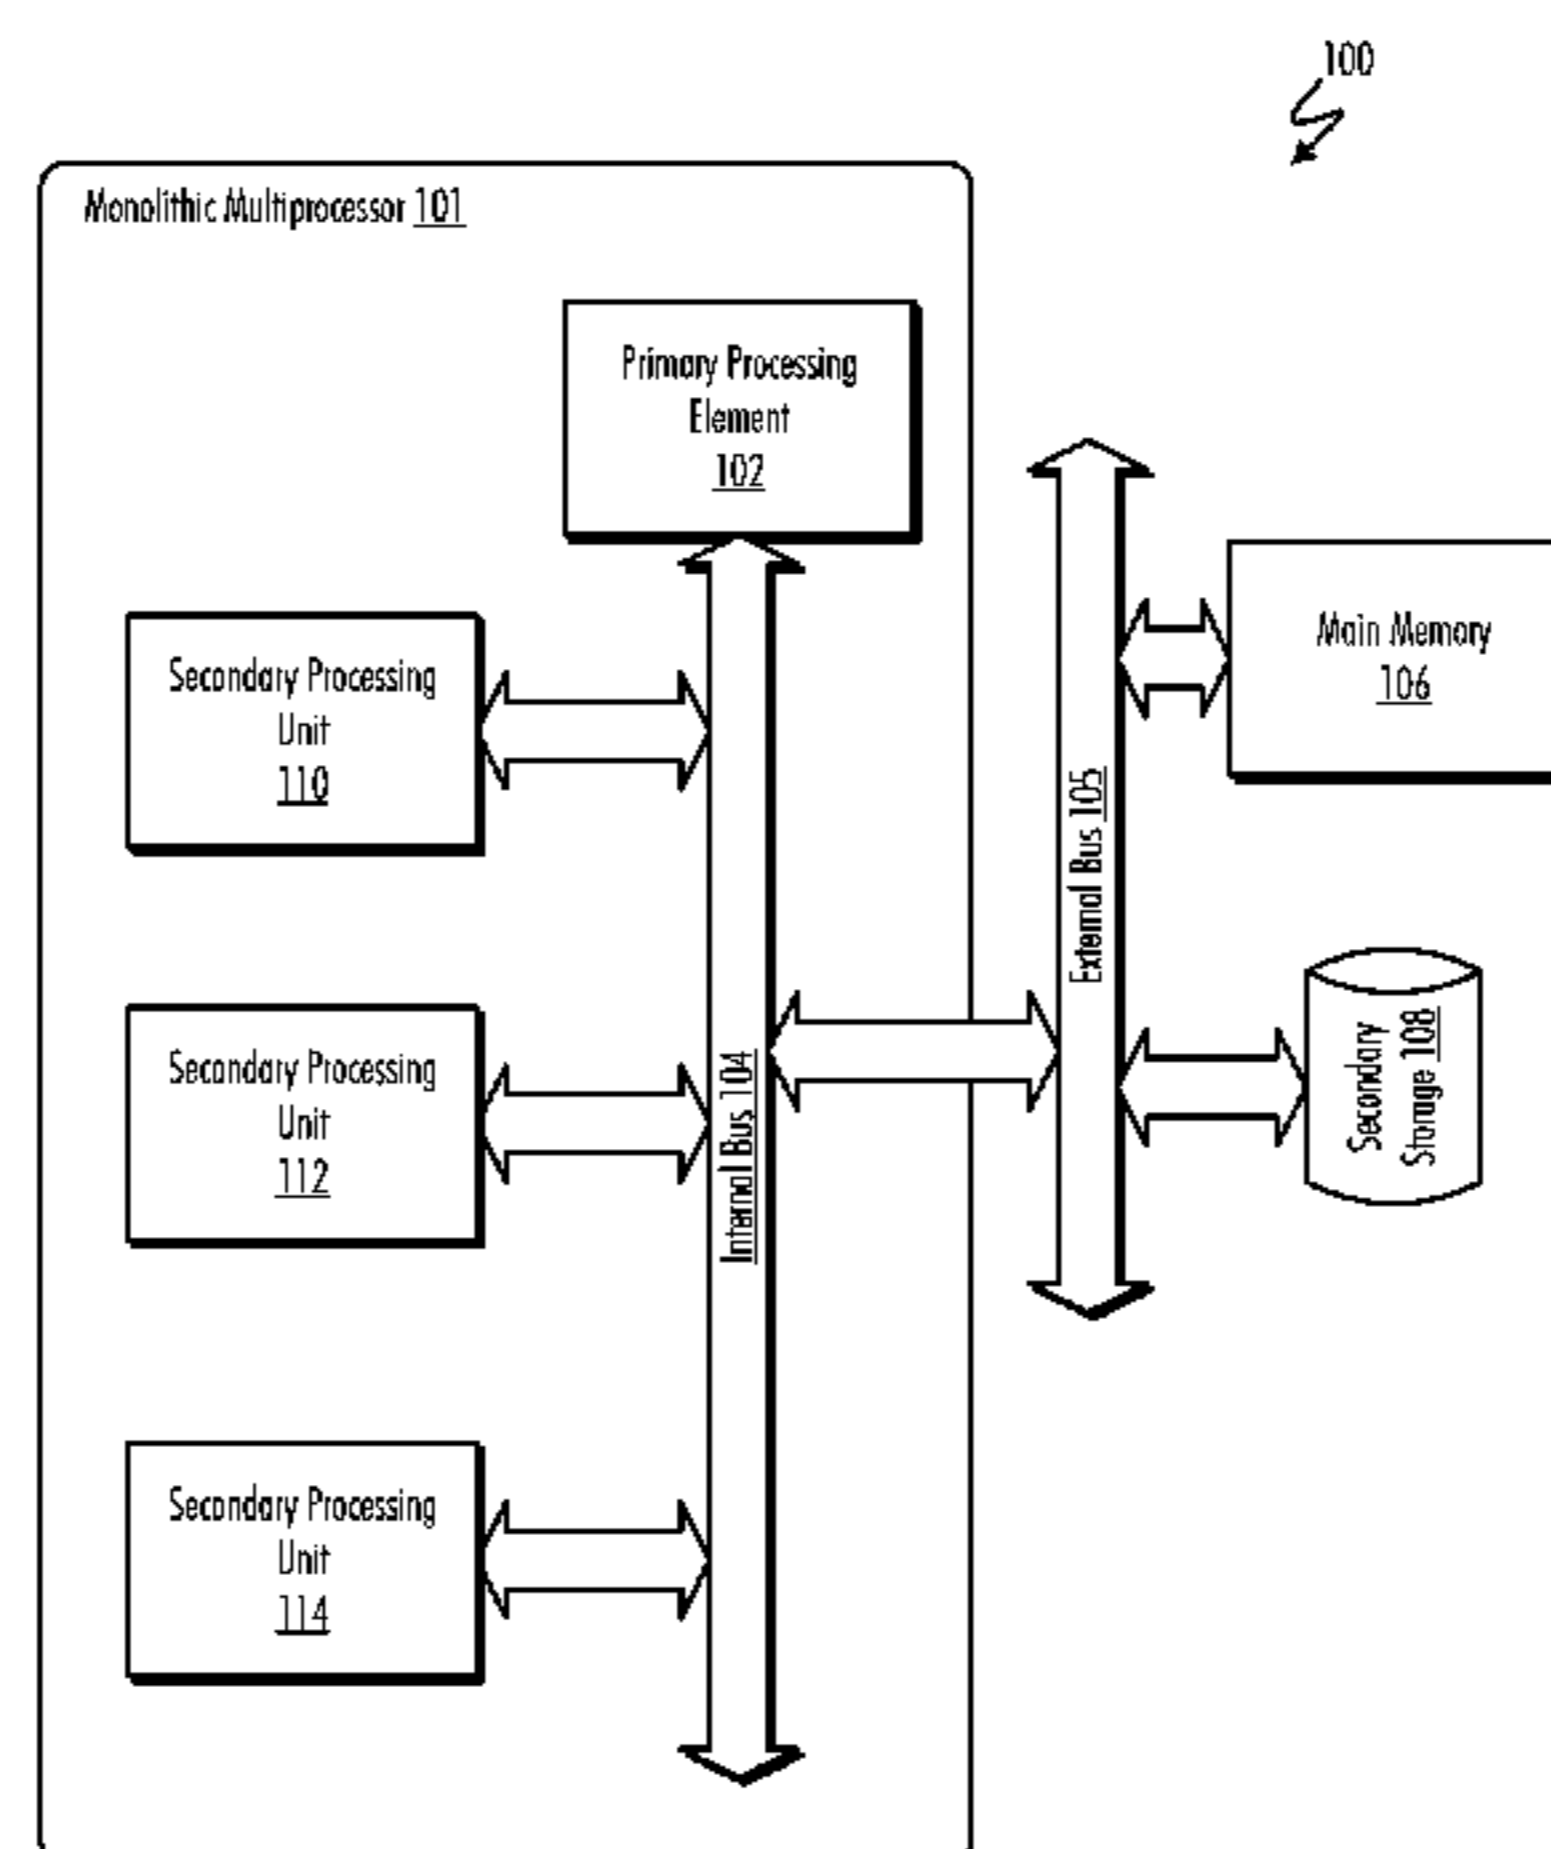 100
Monolithic Multiprocessor 101
Primary Processing
Element
102
Secondary Processing
Unit
110
Main Memory
106
External Bus 105
Secondary
Storage 108
Secondary Processing
Unit
112
Internal Bus 104
Secondary Processing
Unit
114